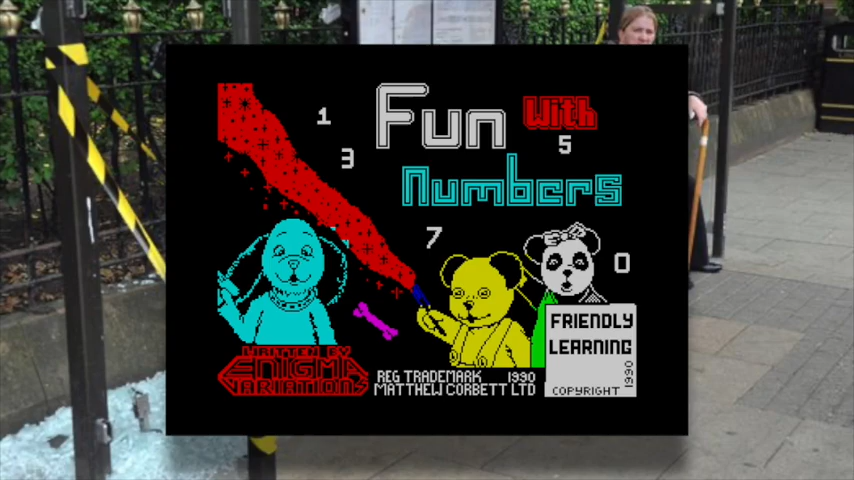 Fun With
Numbers
1
3
5
7
0
FRIENDLY
LEARNING
COPYRIGHT 1990
WRITTEN BY
ENIGMA
VARIATIONS
REG TRADEMARK 1990
MATTHEW CORBETT LTD